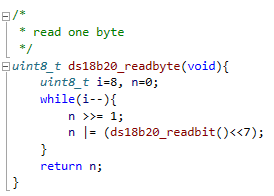 /*
 * read one byte
 */
uint8_t ds18b20_readbyte(void){
    uint8_t i=8, n=0;
    while(i--){
        n >>= 1;
        n |= (ds18b20_readbit()<<7);
    }
    return n;
}